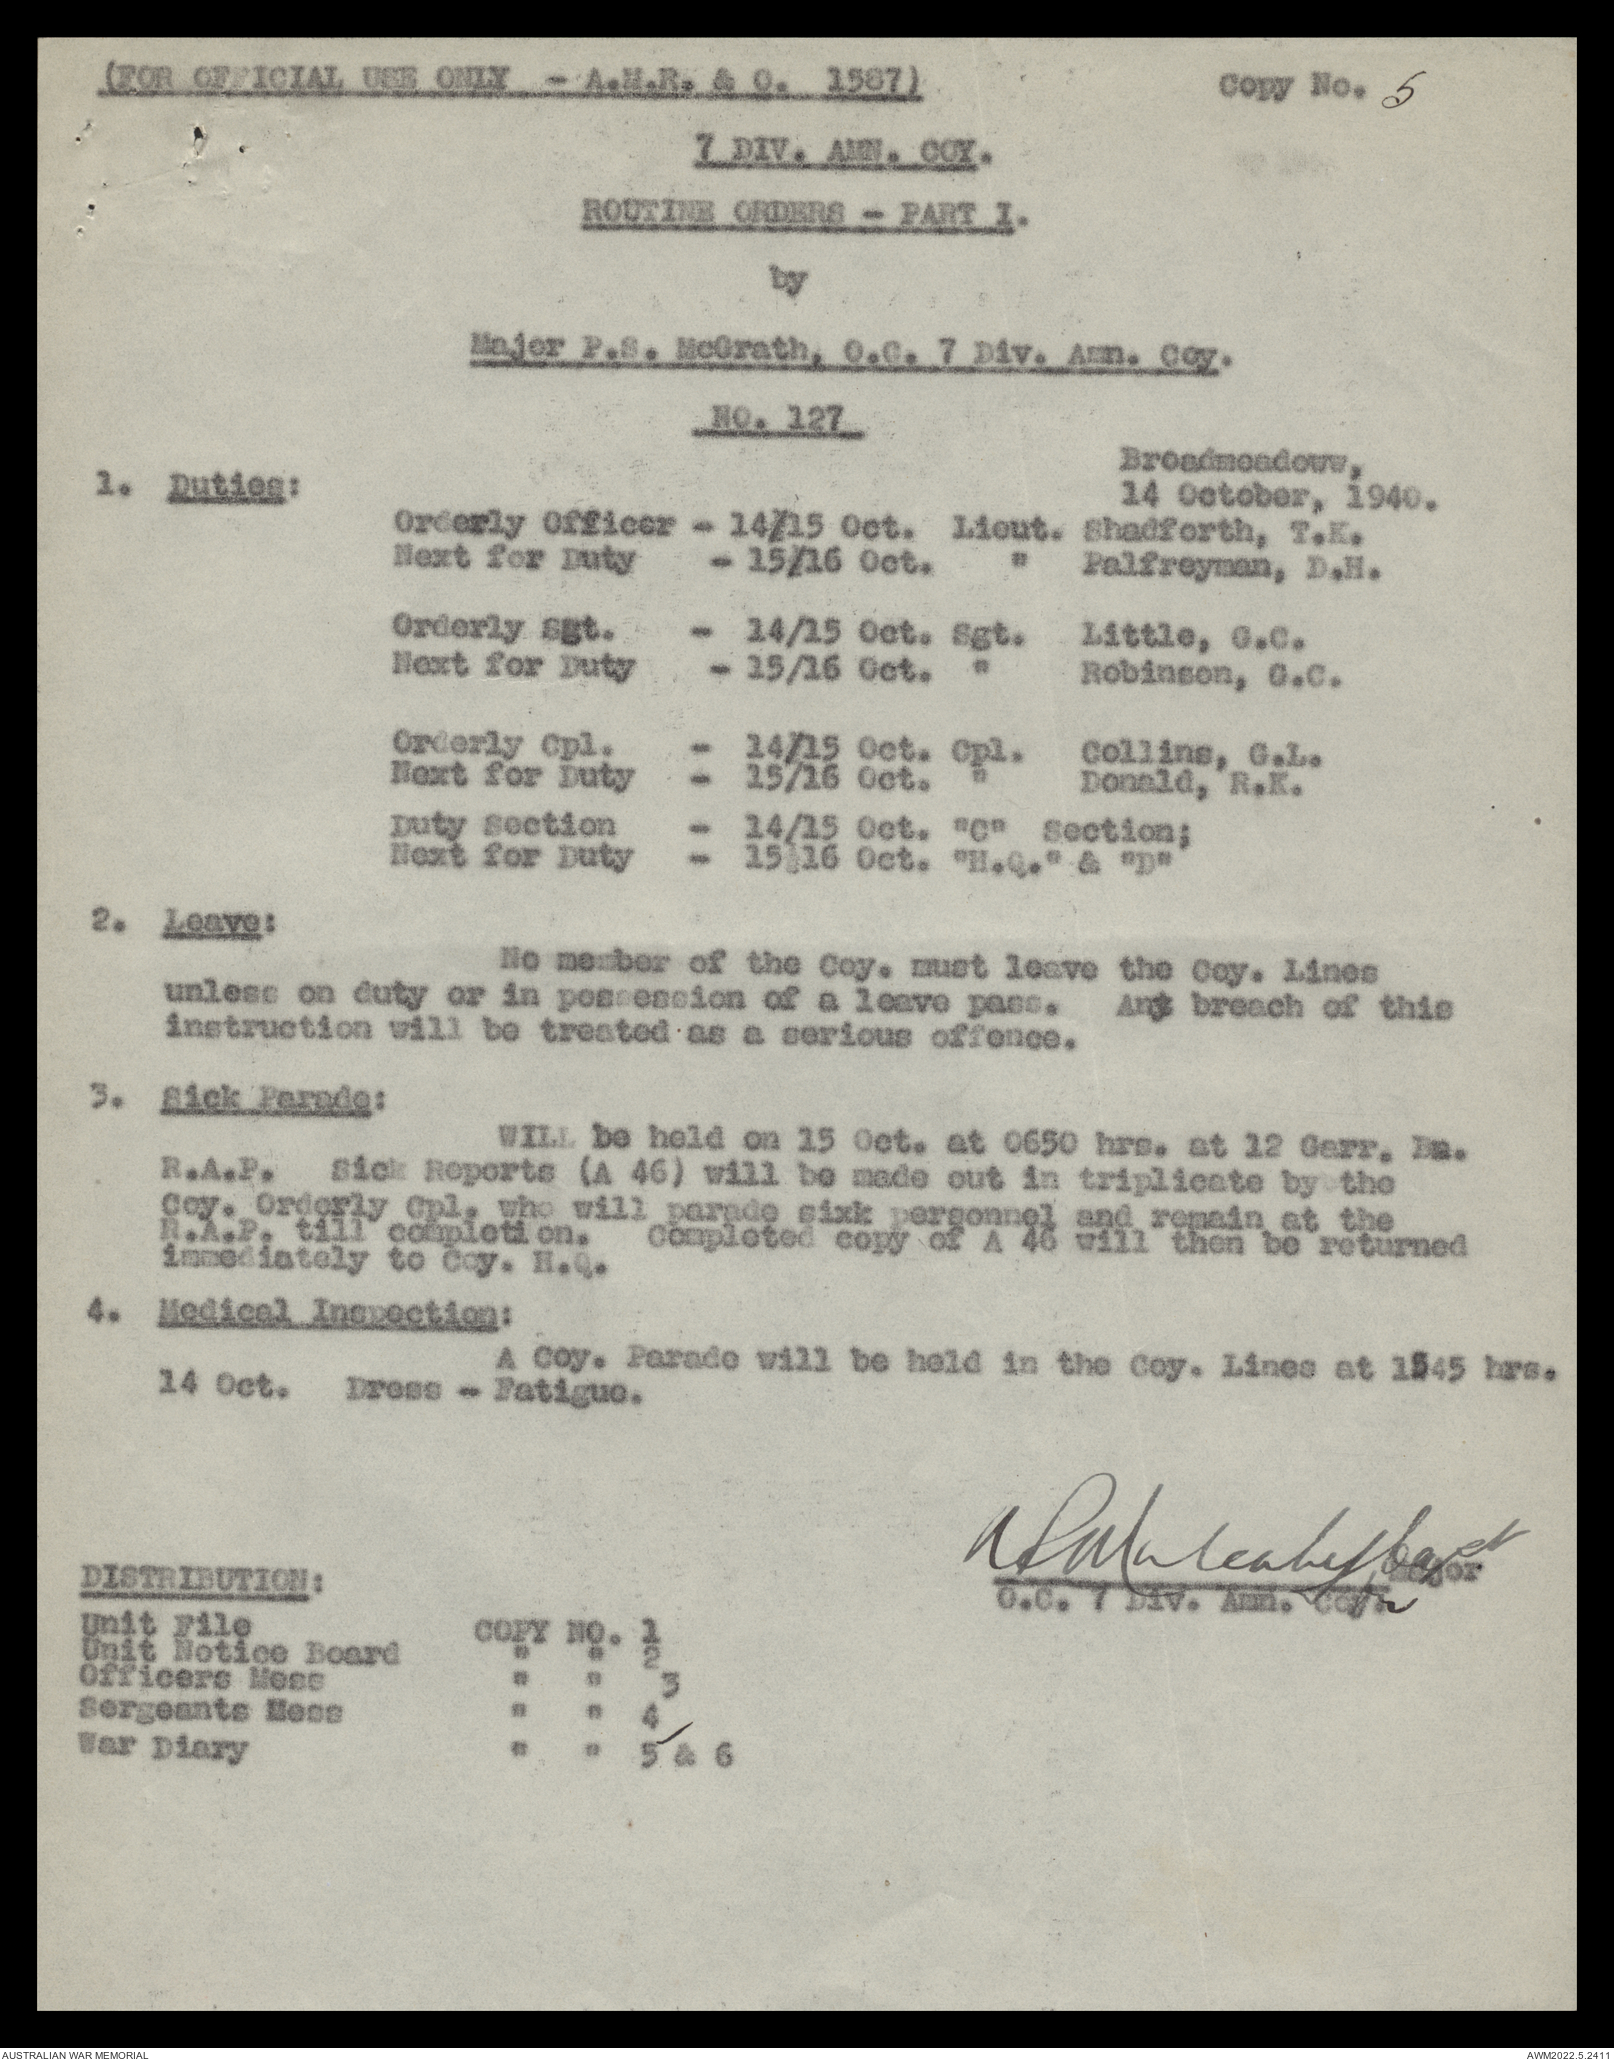 (FOR OFFICIAL USE ONLY - A.M.R. & O. 1587)
Copy No. 5
7 DIV. AMN. COY.
ROUTINE ORDERS - PART I.
by
Major P.S. McGrath, O.C. 7 Div. Amn. Coy.
NO. 127
Broadmeadoww,
14 October, 1940.
1. Duties:
Orderly Officer - 14/15 Oct. Lieut. Shadforth, T.K.
Next for Duty - 15/16 Oct. " Palfreyman, D.H.
Orderly Sgt. - 14/15 Oct. Sgt. Little, G.C.
Next for Duty - 15/16 Oct. " Robinson, G.C.
Orderly Cpl. - 14/15 Oct. Cpl. Collins, G.L.
Next for Duty - 15/16 Oct. " Donald, R.K.
Duty Section - 14/15 Oct. "C" Section;
Next for Duty - 15/16 Oct. "H.Q." & "D"
2. Leave:
No member of the Coy. must leave the Coy. Lines
unless on duty or in possession of a leave pass. Any breach of this
instruction will be treated as a serious offence.
3. Sick Parade:
WILL be held on 15 Oct. at 0650 hrs. at 12 Garr. Bn.
R.A.P. Sick Reports (A 46) will be made out in triplicate by the
Coy. Orderly Cpl. who will parade sixk personnel and remain at the
R.A.P. till completion. Completed copy of A 46 will then be returned
immediately to Coy. H.Q.
4. Medical Inspection:
A Coy. Parade will be held in the Coy. Lines at 1545 hrs.
14 Oct. Dress - Fatigue.
Capt
Major
O.C. 7 Div. Amn. Coy.
DISTRIBUTION:
Unit File COPY NO. 1
Unit Notice Board " " 2
Officers Mess " " 3
Sergeants Mess " " 4
War Diary " " 5 & 6
AUSTRALIAN WAR MEMORIAL
AWM2022.5.2411